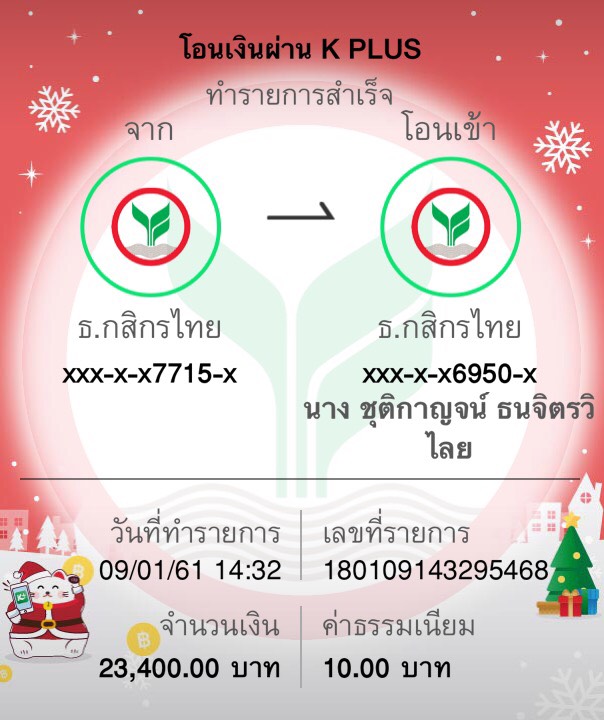 โอนเงินผ่าน K PLUS
ทำรายการสำเร็จ
จาก
โอนเข้า
ธ.กสิกรไทย
ธ.กสิกรไทย
xxx-x-x7715-x
xxx-x-x6950-x
นาง ชุติกาญจน์ ธนจิตรวิ
ไลย
วันที่ทำรายการ
09/01/61 14:32
เลขที่รายการ
180109143295468
จำนวนเงิน
23,400.00 บาท
ค่าธรรมเนียม
10.00 บาท
K+